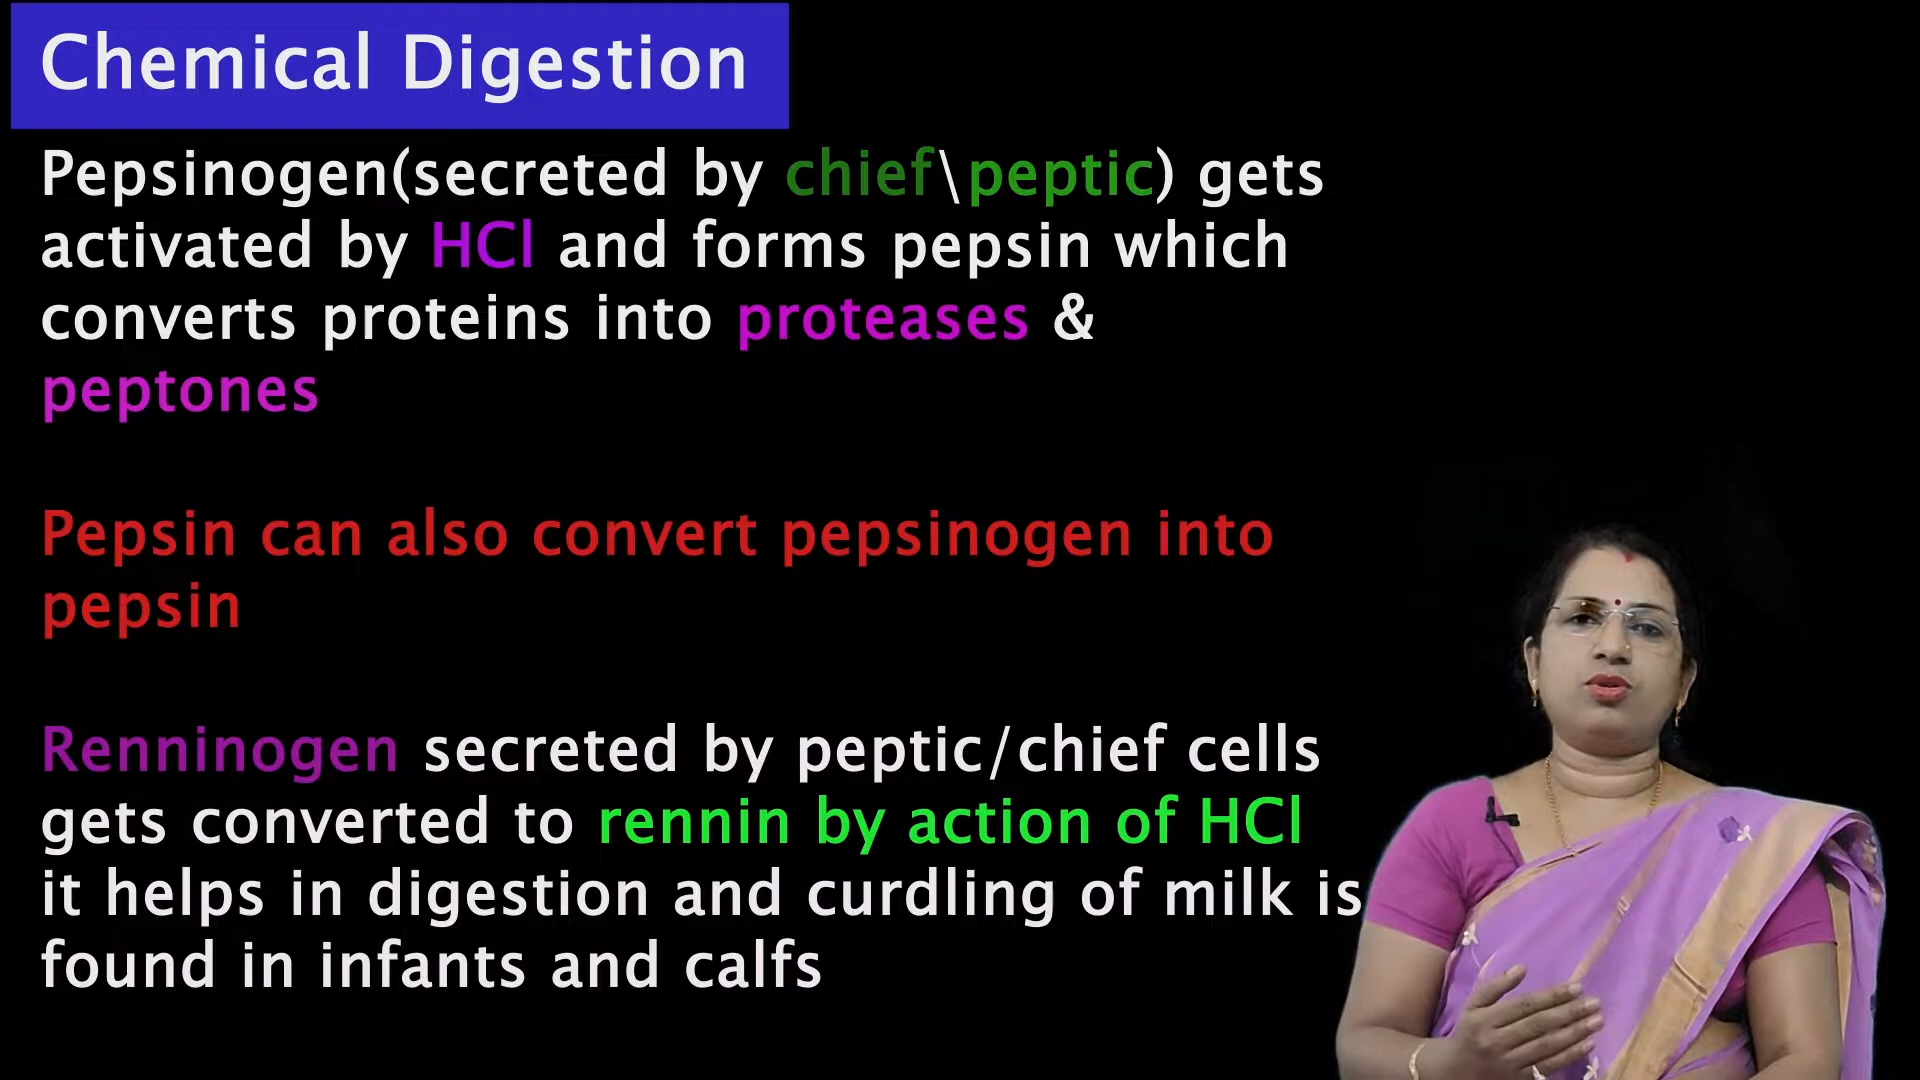 Chemical Digestion
Pepsinogen(secreted by chief\peptic) gets
activated by HCl and forms pepsin which
converts proteins into proteases &
peptones
Pepsin can also convert pepsinogen into
pepsin
Renninogen secreted by peptic/chief cells
gets converted to rennin by action of HCl
it helps in digestion and curdling of milk is
found in infants and calfs